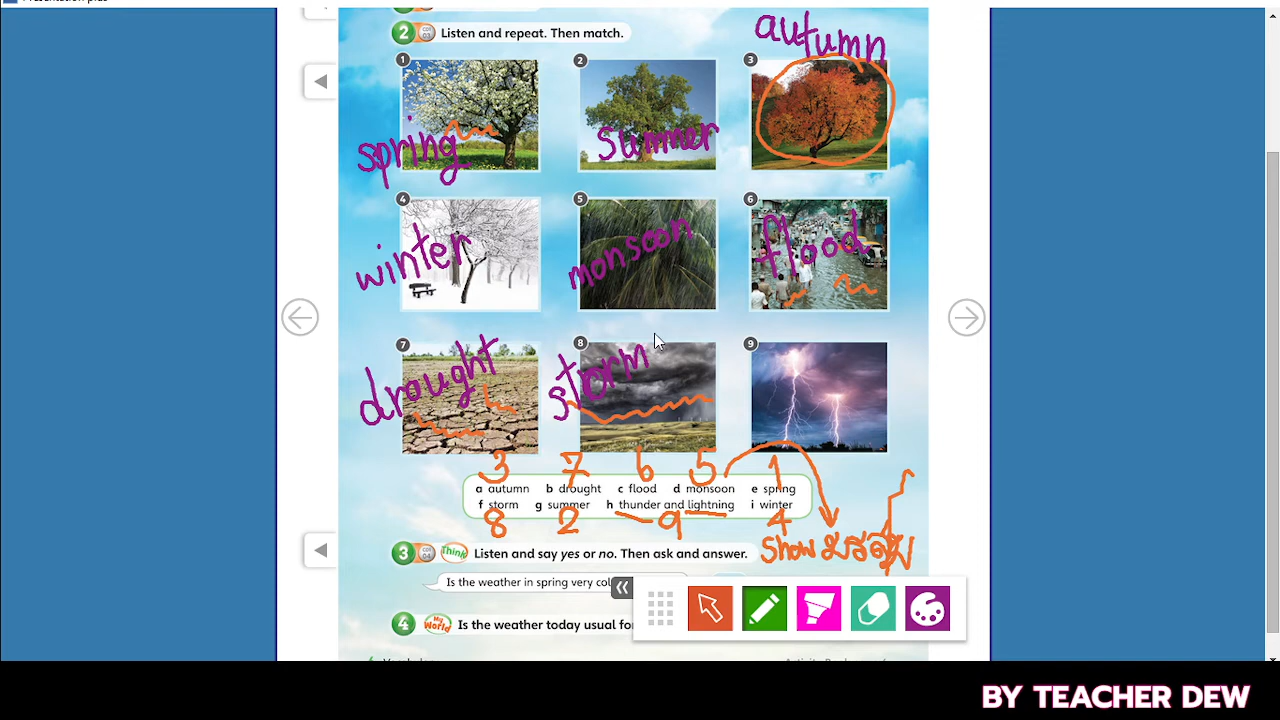 2 Listen and repeat. Then match.
autumn
1 2 3
spring summer
4 5 6
winter monsoon flood
7 8 9
drought storm
3 7 6 5 1
a autumn b drought c flood d monsoon e spring
f storm g summer h thunder and lightning i winter
8 2 9 4
3 Think Listen and say yes or no. Then ask and answer.
Is the weather in spring very col
4 My World Is the weather today usual for
BY TEACHER DEW